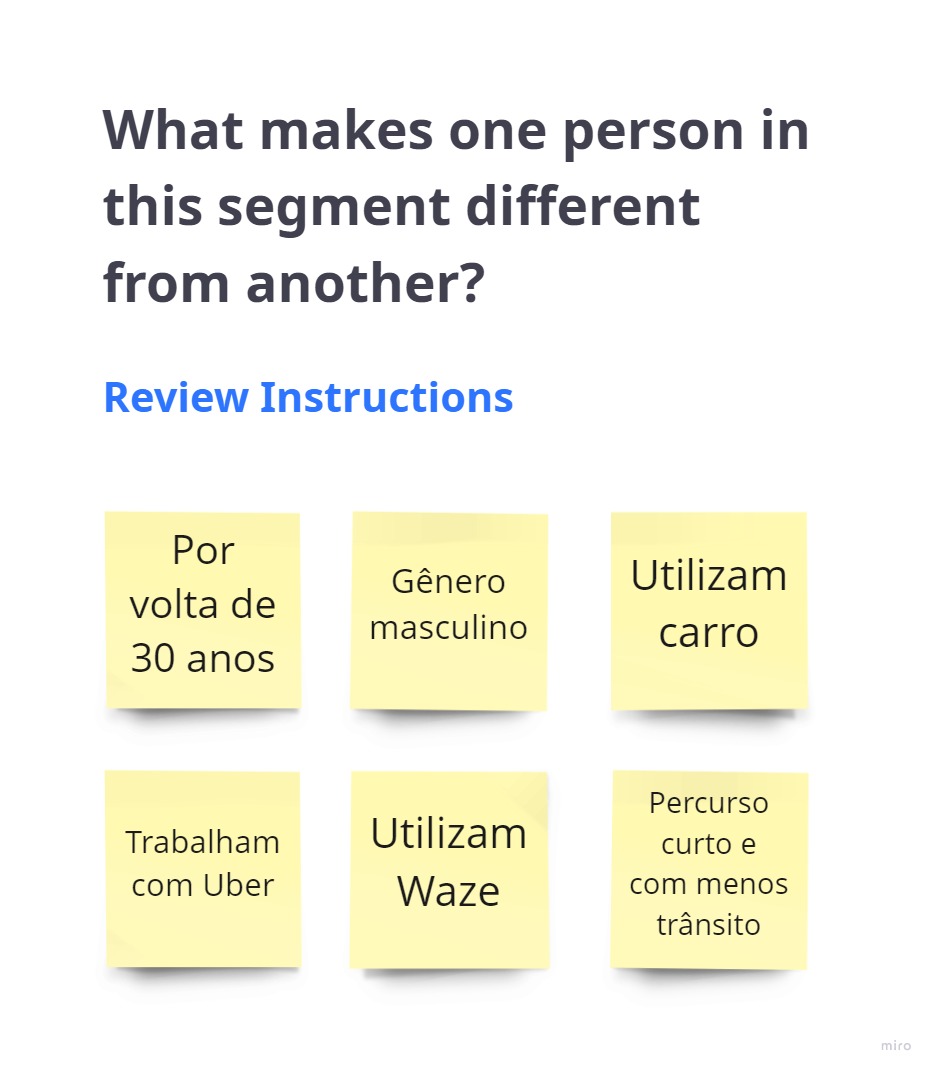 What makes one person in
this segment different
from another?
Review Instructions
Por
volta de
30 anos
Gênero
masculino
Utilizam
carro
Trabalham
com Uber
Utilizam
Waze
Percurso
curto e
com menos
trânsito
miro